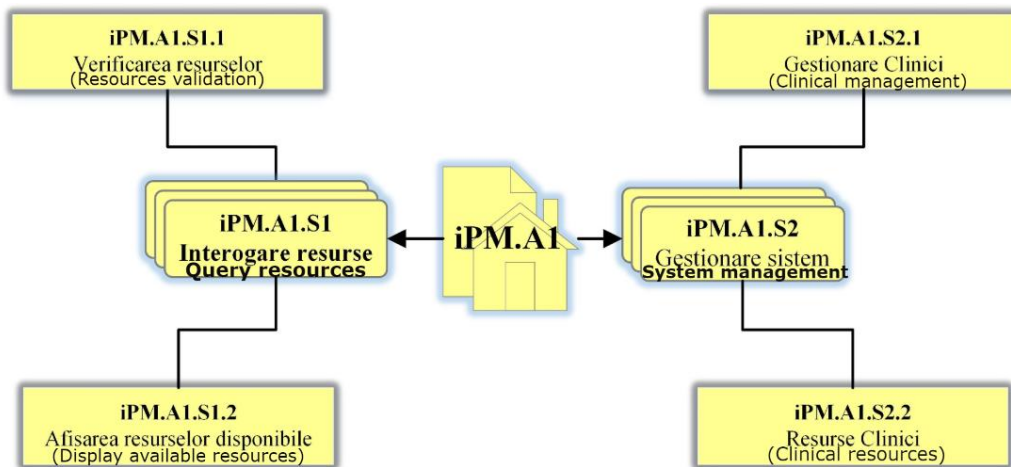 iPM.A1.S1.1
Verificarea resurselor
(Resources validation)
iPM.A1.S2.1
Gestionare Clinici
(Clinical management)
iPM.A1.S1
Interogare resurse
Query resources
iPM.A1
iPM.A1.S2
Gestionare sistem
System management
iPM.A1.S1.2
Afisarea resurselor disponibile
(Display available resources)
iPM.A1.S2.2
Resurse Clinici
(Clinical resources)